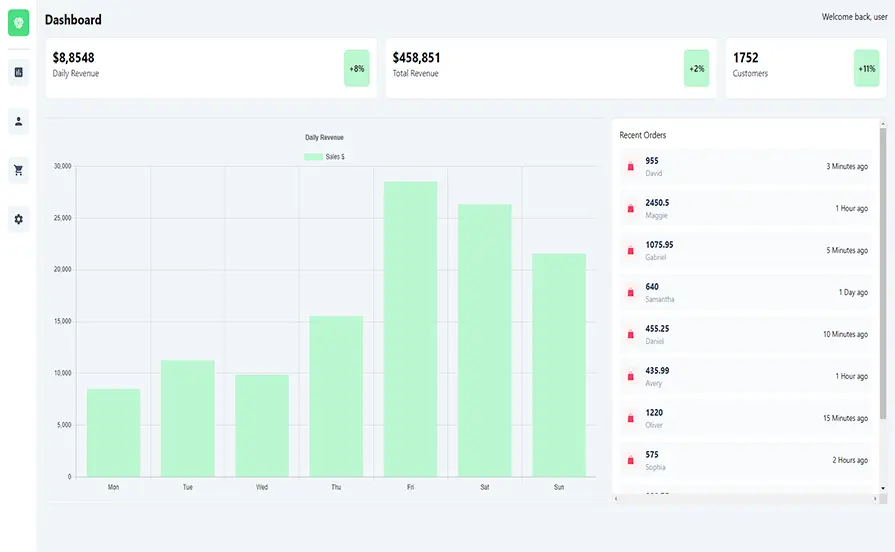 Dashboard
Welcome back, user
$8,8548
Daily Revenue
+8%
$458,851
Total Revenue
+2%
1752
Customers
+11%
Daily Revenue
Sales $
30,000
25,000
20,000
15,000
10,000
5,000
0
Mon Tue Wed Thu Fri Sat Sun
Recent Orders
955
David
3 Minutes ago
2450.5
Maggie
1 Hour ago
1075.95
Gabriel
5 Minutes ago
640
Samantha
1 Day ago
455.25
Daniel
10 Minutes ago
435.99
Avery
1 Hour ago
1220
Oliver
15 Minutes ago
575
Sophia
2 Hours ago